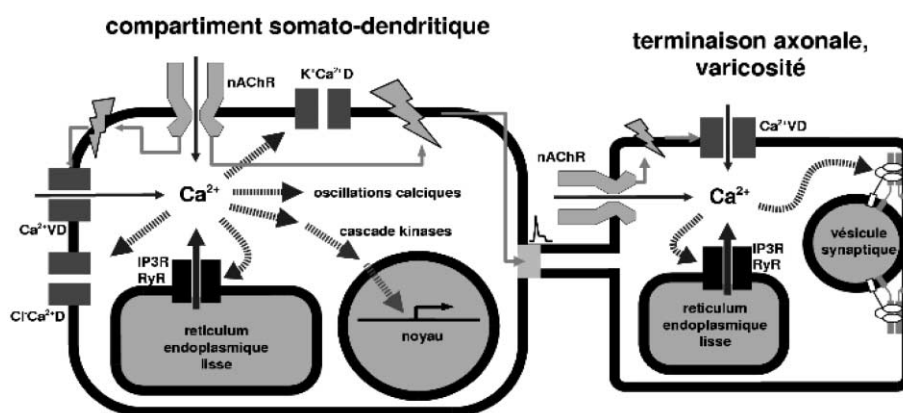 compartiment somato-dendritique
nAChR
K⁺Ca²⁺D
Ca²⁺
oscillations calciques
cascade kinases
Ca²⁺VD
IP3R
RyR
Cl⁻Ca²⁺D
reticulum
endoplasmique
lisse
noyau
terminaison axonale,
varicosité
Ca²⁺VD
nAChR
Ca²⁺
IP3R
RyR
vésicule
synaptique
reticulum
endoplasmique
lisse